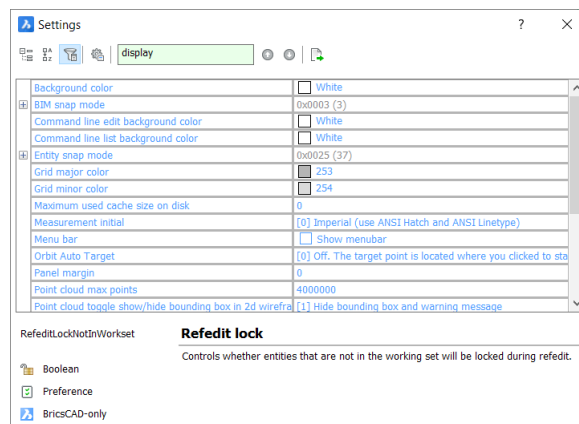 Settings
display
Background color White
BIM snap mode 0x0003 (3)
Command line edit background color White
Command line list background color White
Entity snap mode 0x0025 (37)
Grid major color 253
Grid minor color 254
Maximum used cache size on disk 0
Measurement initial [0] Imperial (use ANSI Hatch and ANSI Linetype)
Menu bar Show menubar
Orbit Auto Target [0] Off. The target point is located where you clicked to sta
Panel margin 0
Point cloud max points 4000000
Point cloud toggle show/hide bounding box in 2d wirefra [1] Hide bounding box and warning message
RefeditLockNotInWorkset
Refedit lock
Controls whether entities that are not in the working set will be locked during refedit.
Boolean
Preference
BricsCAD-only